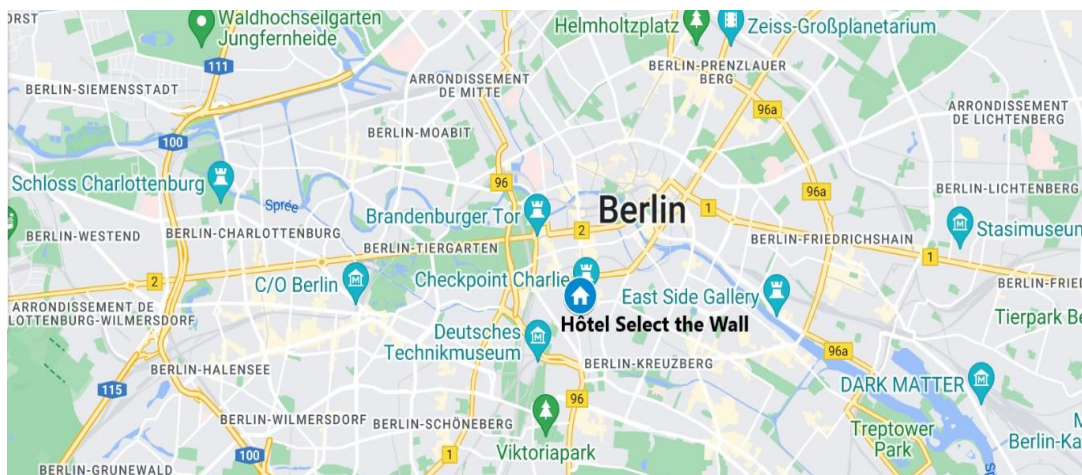 ORST
Waldhochseilgarten
Jungfernheide
Helmholtzplatz
Zeiss-Großplanetarium
111
BERLIN-SIEMENSSTADT
ARRONDISSEMENT
DE MITTE
BERLIN-PRENZLAUER
BERG
96a
ARRONDISSEMENT
DE LICHTENBERG
100
BERLIN-MOABIT
Schloss Charlottenburg
96
96a
BERLIN-LICHTENBERG
Sprée
Brandenburger Tor
Berlin
1
BERLIN-WESTEND
BERLIN-CHARLOTTENBURG
2
BERLIN-FRIEDRICHSHAIN
Stasimuseum
BERLIN-TIERGARTEN
1
2
C/O Berlin
Checkpoint Charlie
East Side Gallery
BERLIN-FRIE
ARRONDISSEMENT DE
LOTTENBURG-WILMERSDORF
Hôtel Select the Wall
Tierpark Be
Deutsches
Technikmuseum
BERLIN-KREUZBERG
96a
BERLIN-HALENSEE
115
DARK MATTER
96
BERLIN-WILMERSDORF
BERLIN-SCHÖNEBERG
Viktoriapark
Treptower
Park
M
Berlin-Ka
100
1
BERLIN-GRUNEWALD